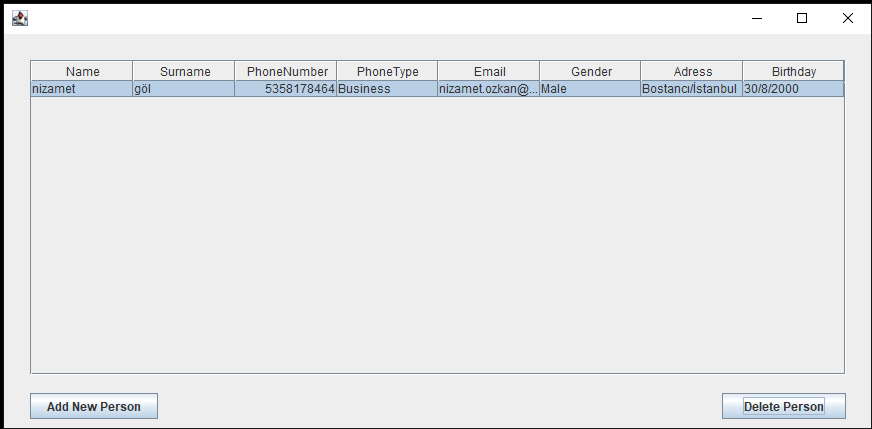 Name Surname PhoneNumber PhoneType Email Gender Adress Birthday
nizamet göl 5358178464 Business nizamet.ozkan@... Male Bostancı/İstanbul 30/8/2000
Add New Person Delete Person